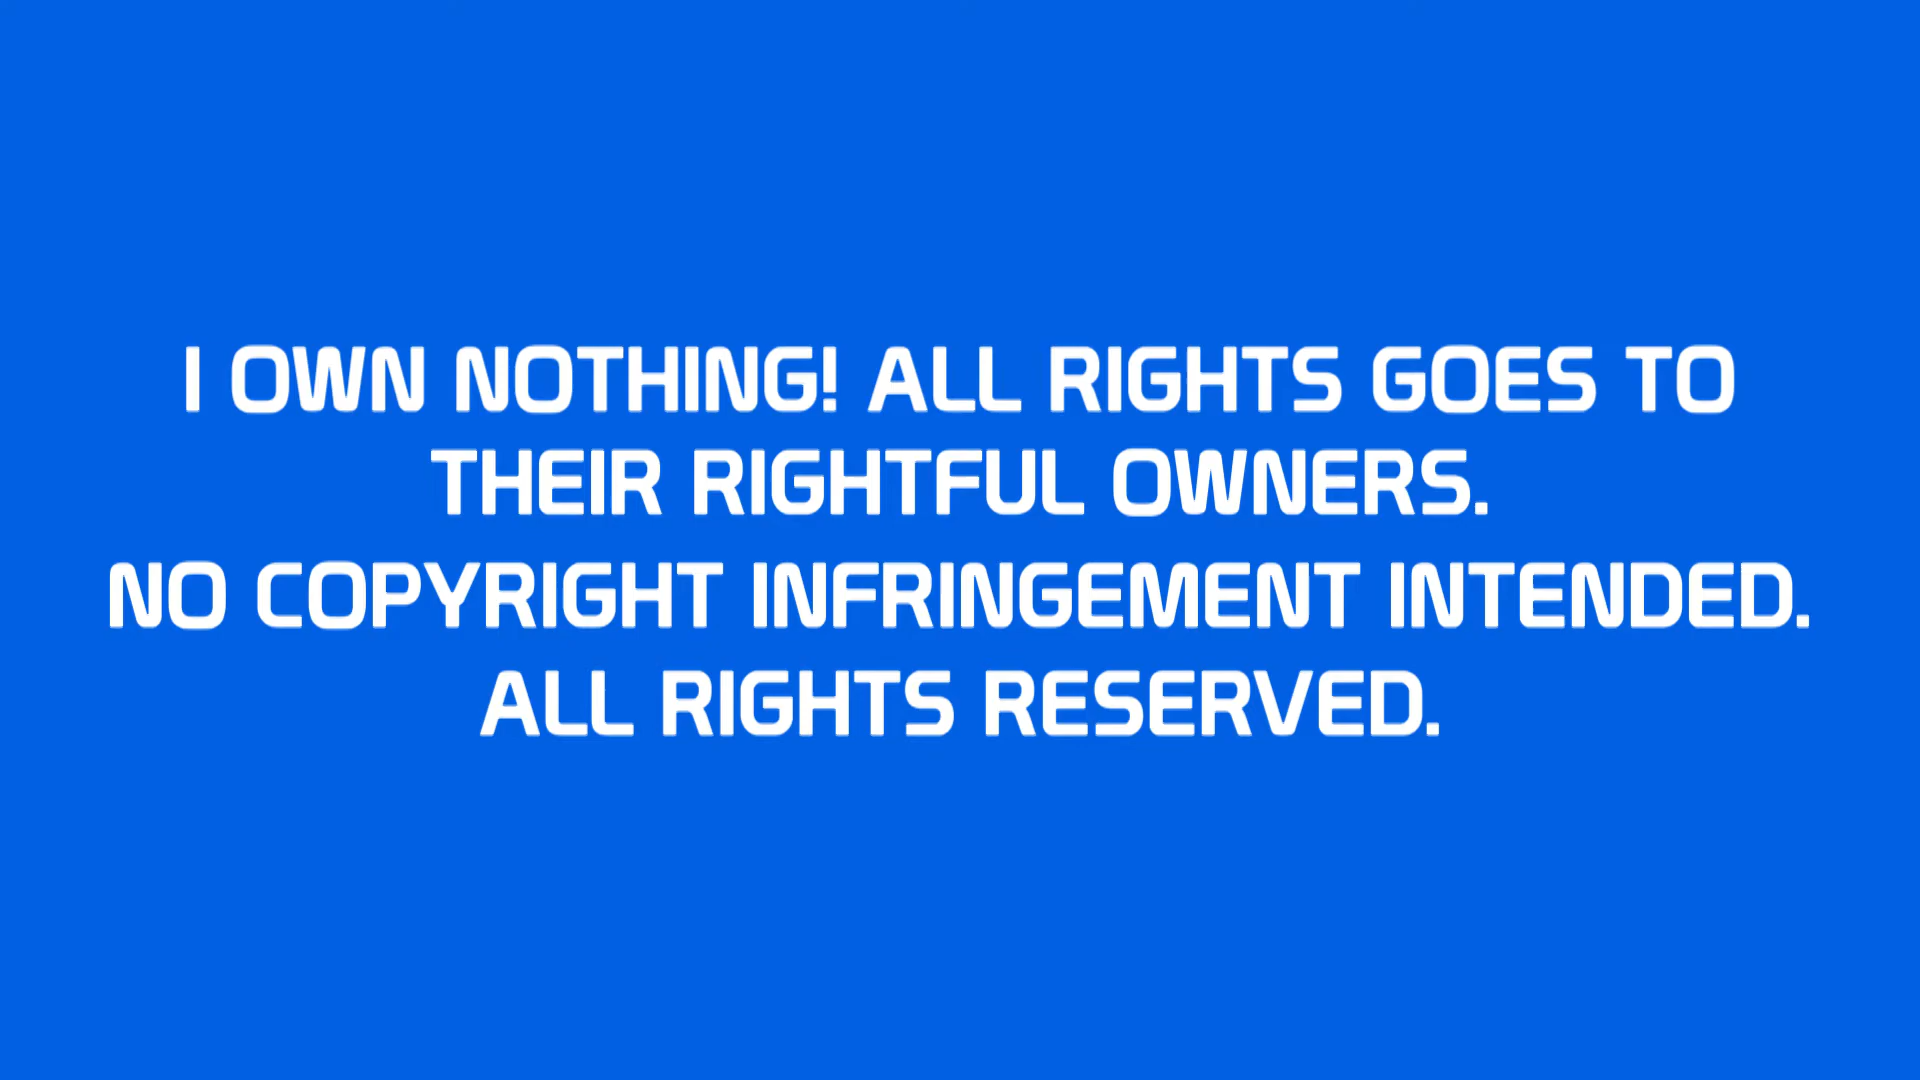 I OWN NOTHING! ALL RIGHTS GOES TO
THEIR RIGHTFUL OWNERS.
NO COPYRIGHT INFRINGEMENT INTENDED.
ALL RIGHTS RESERVED.